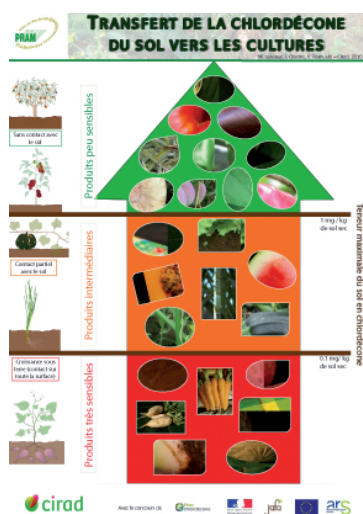 PRAM
TRANSFERT DE LA CHLORDÉCONE
DU SOL VERS LES CULTURES
Sans contact avec
le sol
Produits peu sensibles
Contact partiel
avec le sol
Produits intermédiaires
1 mg / kg
de sol sec
Teneur maximale du sol en chlordécone
Croissance sous
terre (contact sur
toute la surface)
Produits très sensibles
0.1 mg/kg
de sol sec
cirad
Avec le concours de
jafa
ars